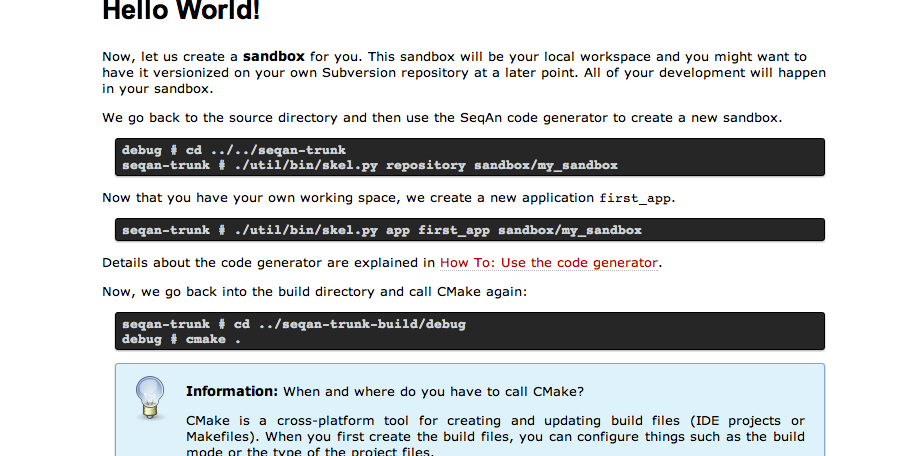 Hello World!
Now, let us create a sandbox for you. This sandbox will be your local workspace and you might want to
have it versionized on your own Subversion repository at a later point. All of your development will happen
in your sandbox.
We go back to the source directory and then use the SeqAn code generator to create a new sandbox.
debug # cd ../../seqan-trunk
seqan-trunk # ./util/bin/skel.py repository sandbox/my_sandbox
Now that you have your own working space, we create a new application first_app.
seqan-trunk # ./util/bin/skel.py app first_app sandbox/my_sandbox
Details about the code generator are explained in How To: Use the code generator.
Now, we go back into the build directory and call CMake again:
seqan-trunk # cd ../seqan-trunk-build/debug
debug # cmake .
Information: When and where do you have to call CMake?
CMake is a cross-platform tool for creating and updating build files (IDE projects or
Makefiles). When you first create the build files, you can configure things such as the build
mode or the type of the project files.